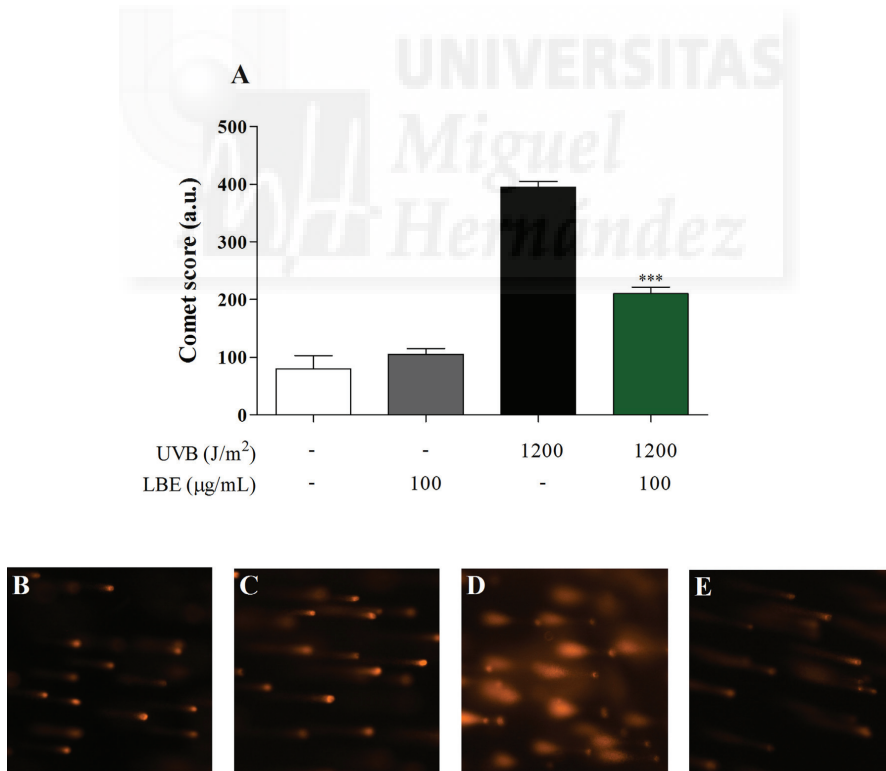 UNIVERSITAS
Miguel
Hernández
A
Comet score (a.u.)
500
400
300
200
100
0
***
UVB (J/m²) - - 1200 1200
LBE (μg/mL) - 100 - 100
B C D E